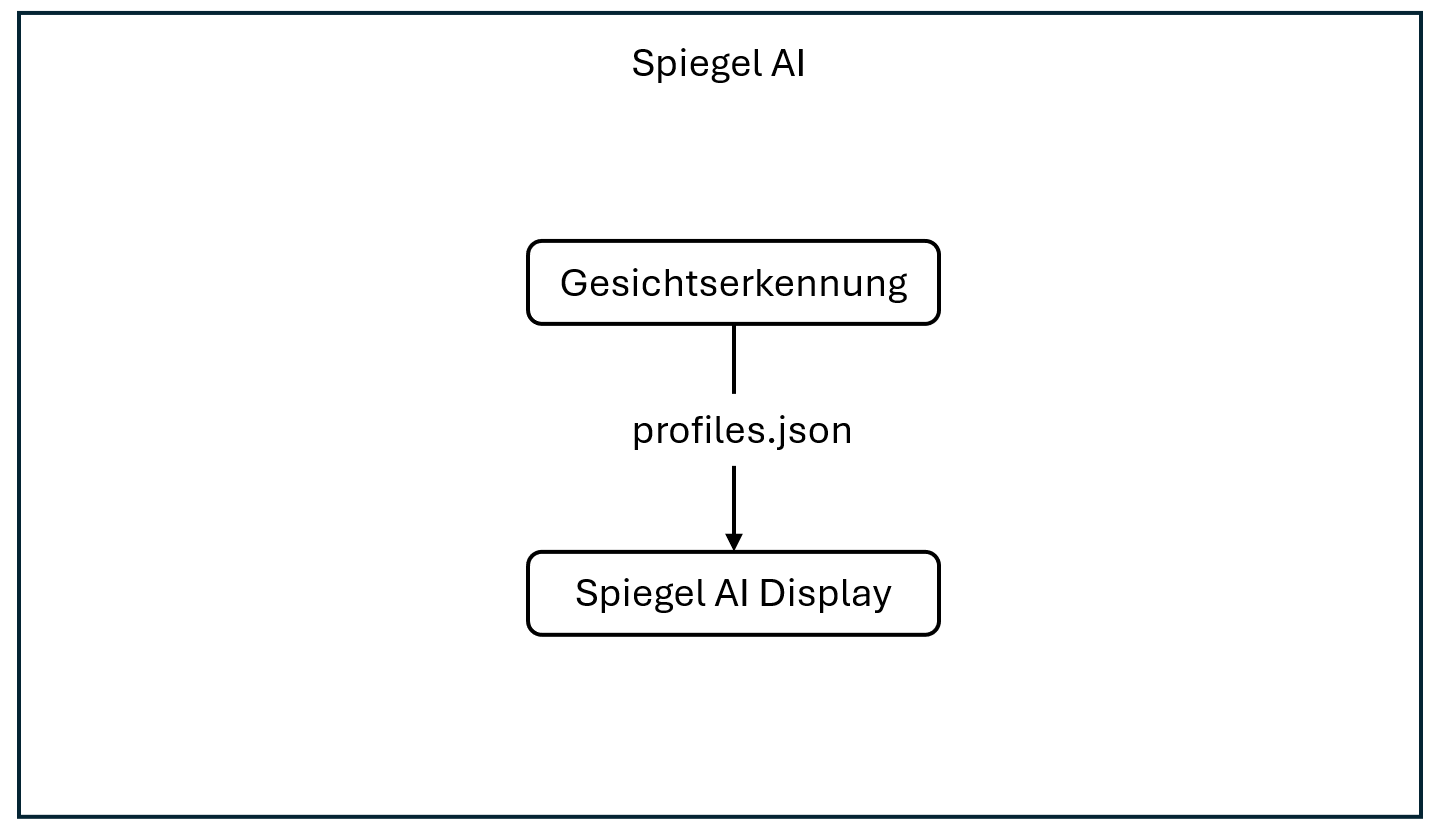 Spiegel AI
Gesichtserkennung
profiles.json
Spiegel AI Display